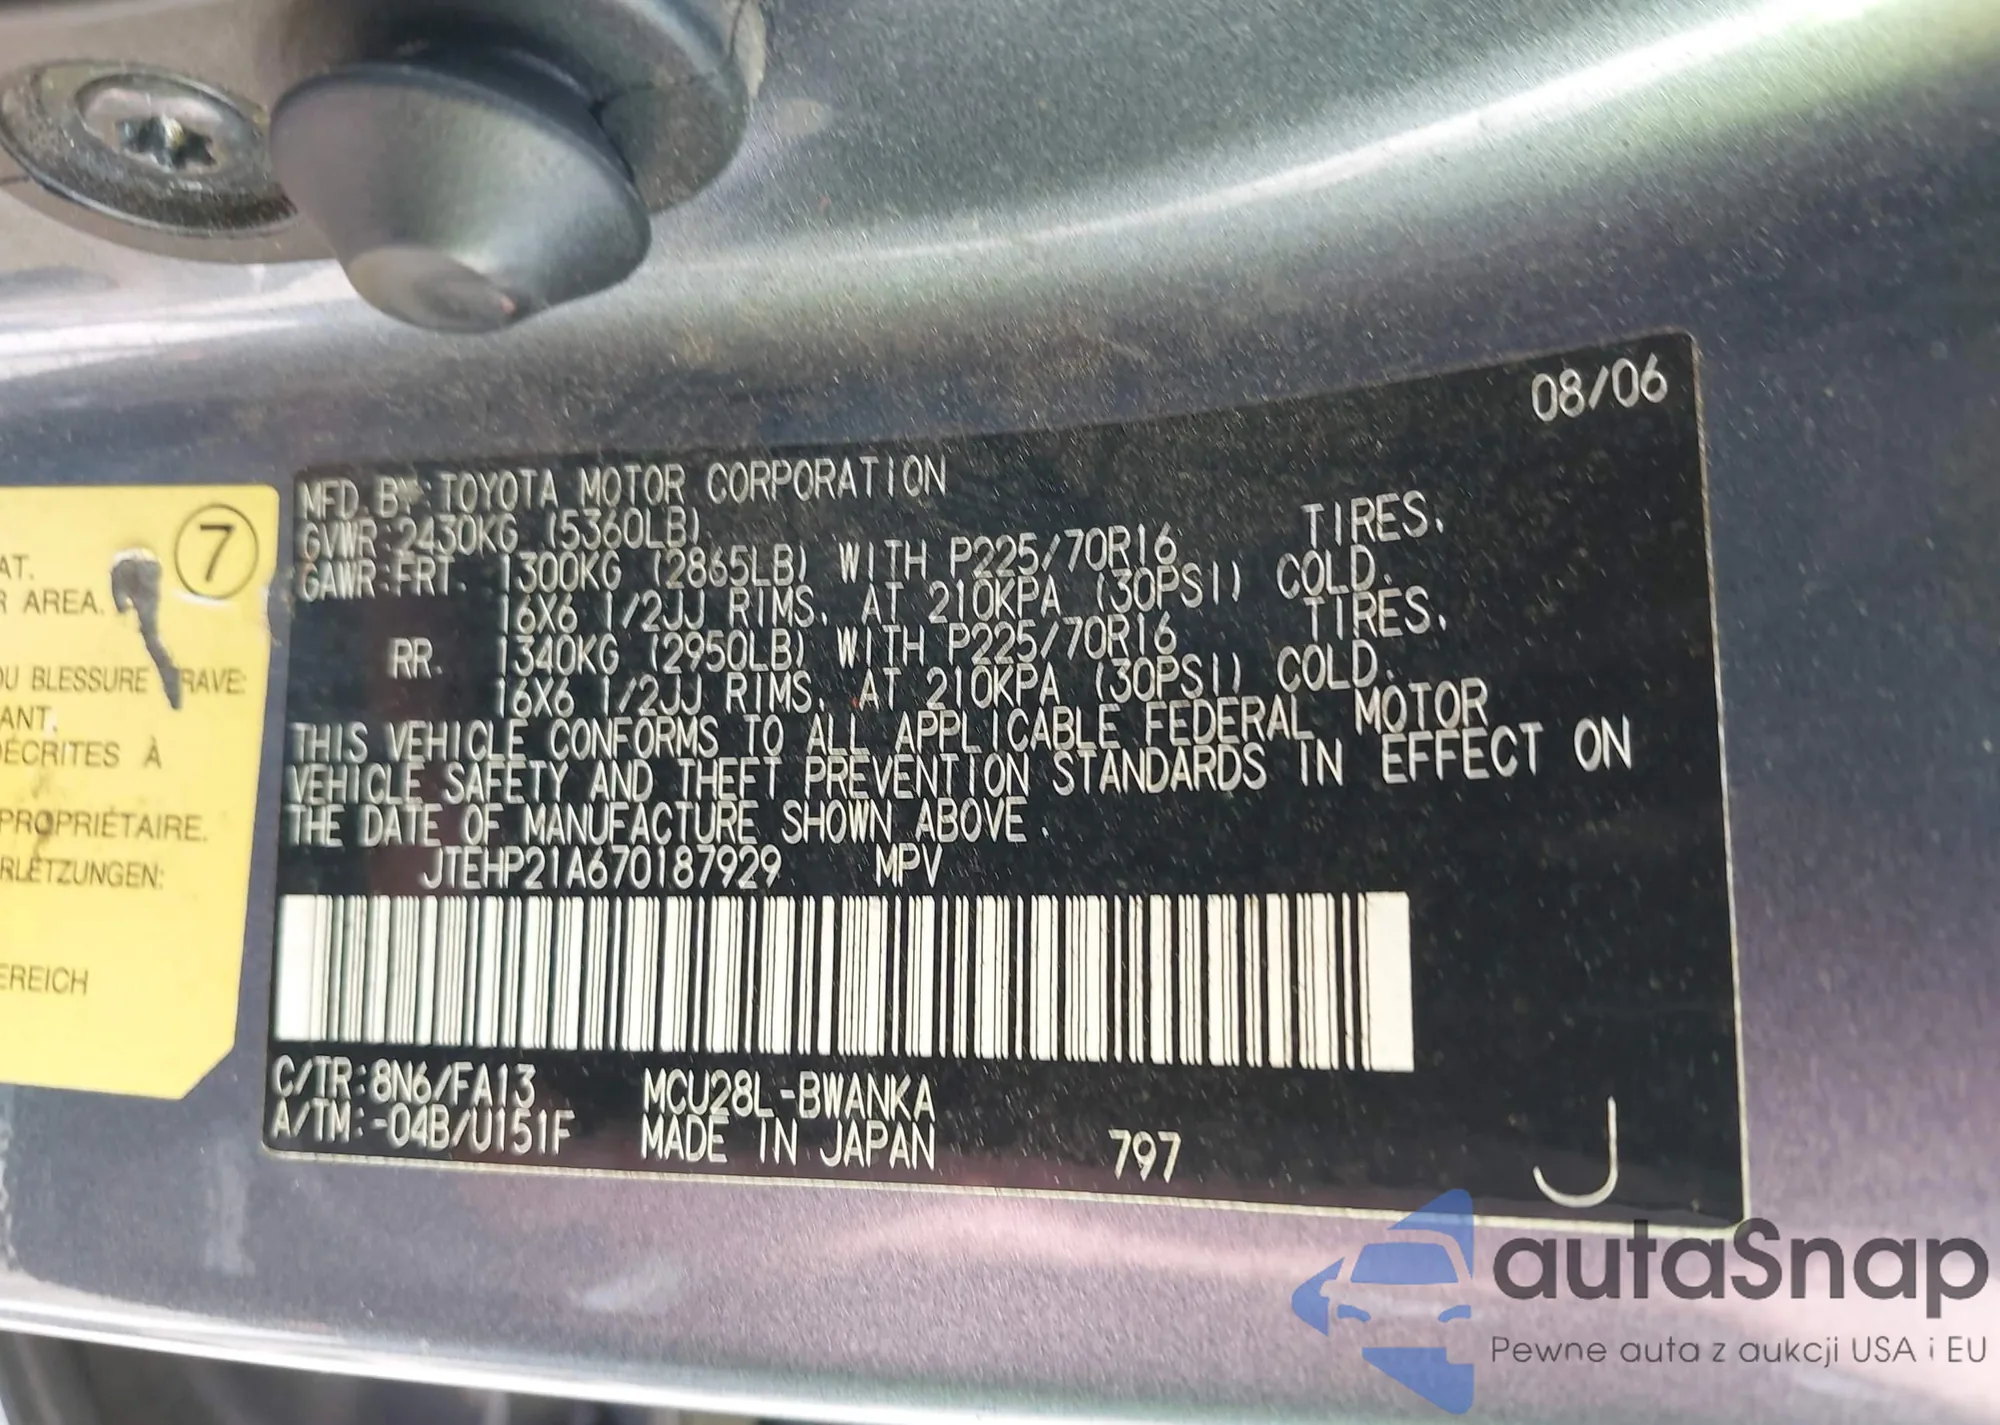 08/06
MFD. BY: TOYOTA MOTOR CORPORATION
GVWR:2430KG (5360LB)
GAWR:FRT. 1300KG (2865LB) WITH P225/70R16 TIRES,
16X6 1/2JJ RIMS, AT 210KPA (30PSI) COLD.
RR. 1340KG (2950LB) WITH P225/70R16 TIRES,
16X6 1/2JJ RIMS, AT 210KPA (30PSI) COLD.
THIS VEHICLE CONFORMS TO ALL APPLICABLE FEDERAL MOTOR
VEHICLE SAFETY AND THEFT PREVENTION STANDARDS IN EFFECT ON
THE DATE OF MANUFACTURE SHOWN ABOVE.
JTEHP21A670187929 MPV
C/TR:8N6/FA13 MCU28L-BWANKA
A/TM:-04B/U151F MADE IN JAPAN 797
J
7
AT.
R AREA.
OU BLESSURE RAVE:
ANT.
DÉCRITES À
PROPRIÉTAIRE.
RLETZUNGEN:
EREICH
autaSnap
Pewne auta z aukcji USA i EU